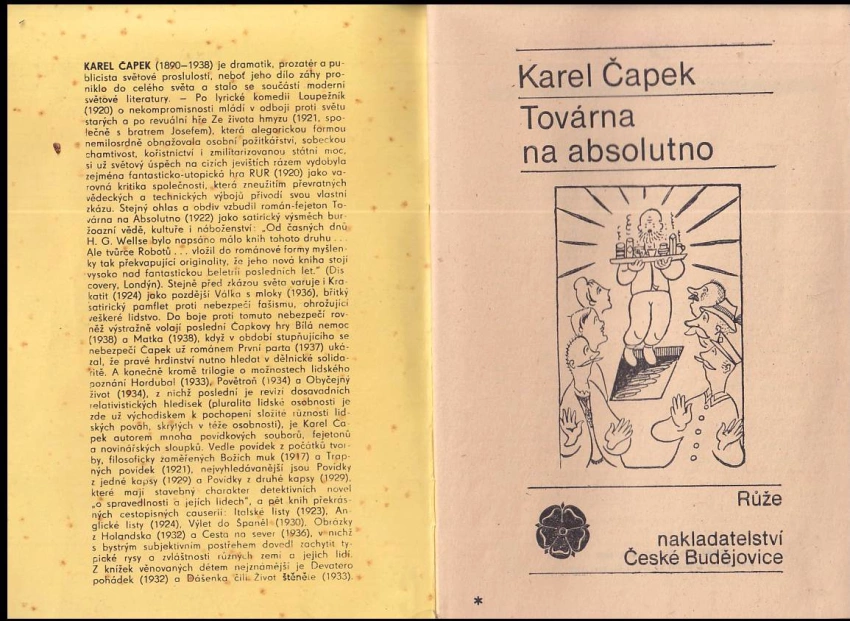 KAREL ČAPEK (1890—1938) je dramatik, prozatér a pu-
blicista světové proslulosti, neboť jeho dílo záhy pro-
niklo do celého světa a stalo se součástí moderní
světové literatury. — Po lyrické komedii Loupežník
(1920) o nekompromisnosti mládí v odboji proti světu
starých a po revuální hře Ze života hmyzu (1921, spo-
lečně s bratrem Josefem), která alegorickou formou
nemilosrdně obnažovala osobní požitkářství, sobeckou
chamtivost, kořistnictví i zmilitarizovanou státní moc,
si už světový úspěch na cizích jevištích rázem vydobyla
zejména fantasticko-utopická hra RUR (1920) jako va-
rovná kritika společnosti, která zneužitím převratných
vědeckých a technických výbojů přivodí svou vlastní
zkázu. Stejný ohlas a obdiv vzbudil román-fejeton To-
várna na Absolutno (1922) jako satirický výsměch bur-
žoazní vědě, kultuře i náboženství: „Od časných dnů
H. G. Wellse bylo napsáno málo knih tohoto druhu . . .
Ale tvůrce Robotů . . . vložil do románové formy myšlen-
ky tak překvapující originality, že jeho nová kniha stojí
vysoko nad fantastickou beletrií posledních let." (Dis-
covery, Londýn). Stejně před zkázou světa varuje i Kra-
katit (1924) jako pozdější Válka s mloky (1936), břitký
satirický pamflet proti nebezpečí fašismu, ohrožující
veškeré lidstvo. Do boje proti tomuto nebezpečí rov-
něž výstražně volají poslední Čapkovy hry Bílá nemoc
(1938) a Matka (1938), když v období stupňujícího se
nebezpečí Čapek už románem První parta (1937) uká-
zal, že pravé hrdinství nutno hledat v dělnické solida-
ritě. A konečně kromě trilogie o možnostech lidského
poznání Hordubal (1933), Povětroň (1934) a Obyčejný
život (1934), z nichž poslední je revizí dosavadních
relativistických hledisek (pluralita lidské osobnosti je
zde už východiskem k pochopení složité různosti lid-
ských povah, skrytých v téže osobnosti), je Karel Ča-
pek autorem mnoha povídkových souborů, fejetonů
a novinářských sloupků. Vedle povídek z počátků tvor-
by, filosoficky zaměřených Božích muk (1917) a Trap-
ných povídek (1921), nejvyhledávanější jsou Povídky
z jedné kapsy (1929) a Povídky z druhé kapsy (1929),
které mají stavebný charakter detektivních novel
„o spravedlnosti a jejích lidech", a pět knih překrás-
ných cestopisných causerií: Italské listy (1923), An-
glické listy (1924), Výlet do Španěl (1930), Obrázky
z Holandska (1932) a Cesta na sever (1936), v nichž
s bystrým subjektivním postřehem dovedl zachytit ty-
pické rysy a zvláštnosti různých zemí a jejich lidí.
Z knížek věnovaných dětem nejznámější je Devatero
pohádek (1932) a Dášenka čili Život štěněte (1933).
Karel Čapek
Továrna
na absolutno
Růže
nakladatelství
České Budějovice
*